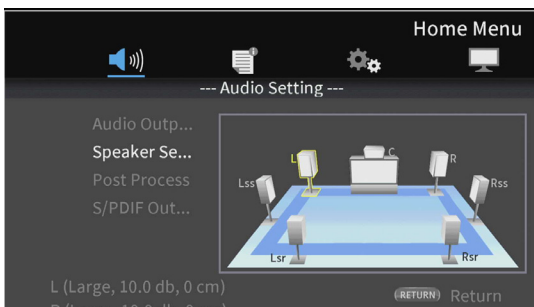 Home Menu
--- Audio Setting ---
Audio Outp...
Speaker Se...
Post Process
S/PDIF Out...
L
C
R
Lss
Rss
Lsr
Rsr
L (Large, 10.0 db, 0 cm)
RETURN Return